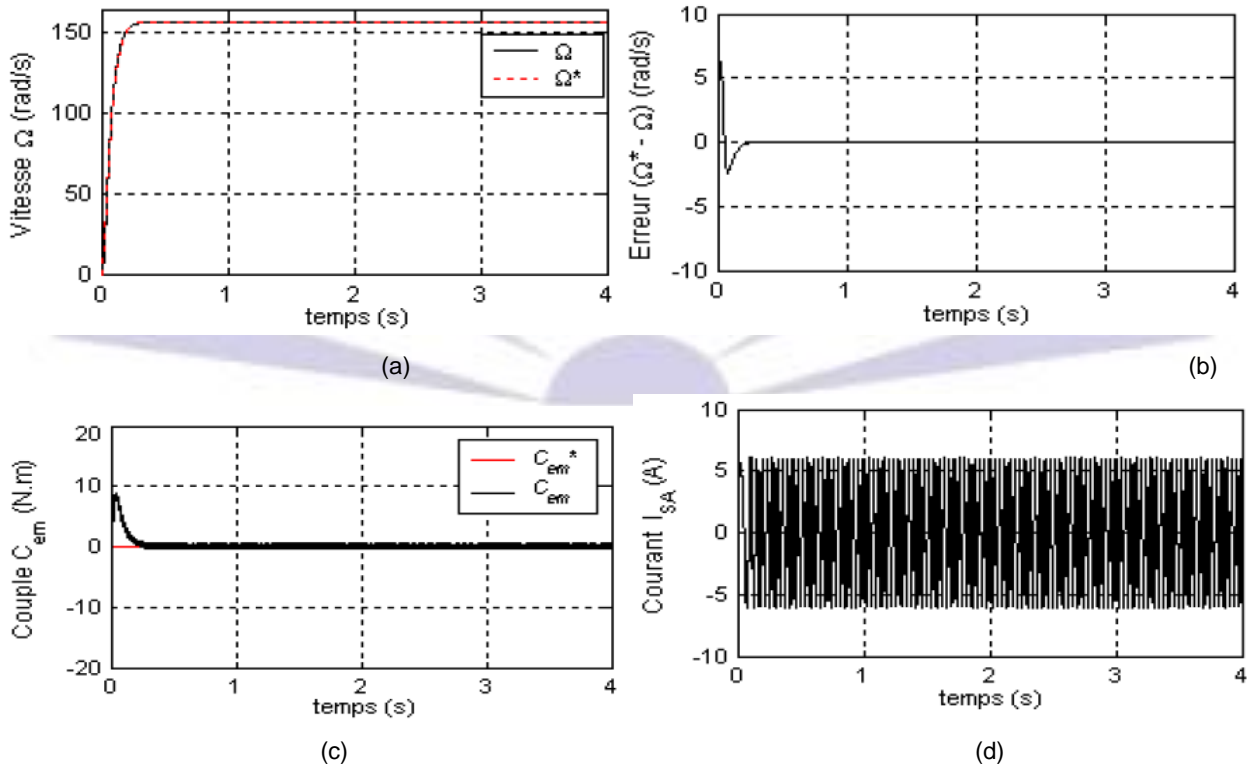 Vitesse Ω (rad/s)
150
100
50
0
Ω
Ω*
0 1 2 3 4
temps (s)
(a)
Erreur (Ω* - Ω) (rad/s)
10
5
0
-5
-10
0 1 2 3 4
temps (s)
(b)
Couple Cem (N.m)
20
10
0
-10
-20
Cem*
Cem
0 1 2 3 4
temps (s)
(c)
Courant ISA (A)
10
5
0
-5
-10
0 1 2 3 4
temps (s)
(d)